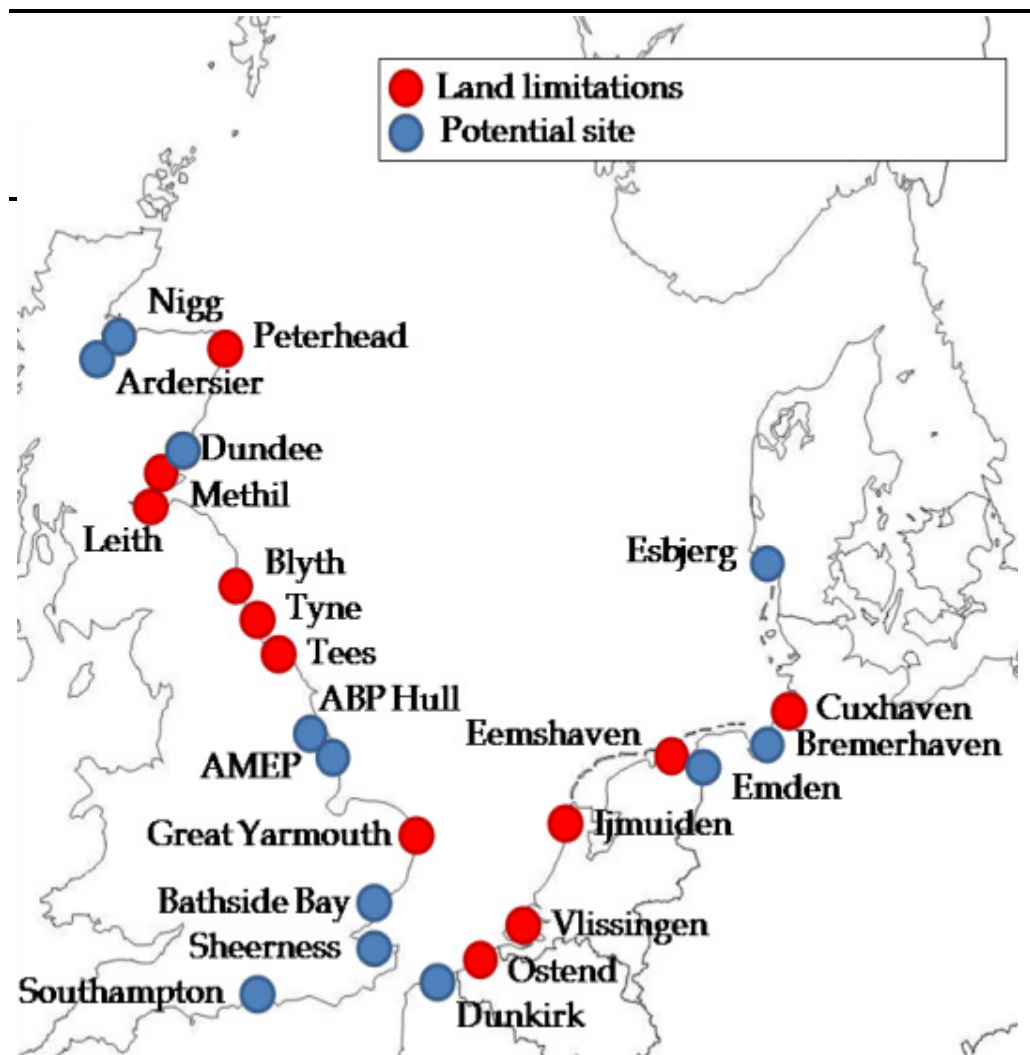 Land limitations
Potential site
Nigg
Peterhead
Ardersier
Dundee
Methil
Leith
Blyth
Esbjerg
Tyne
Tees
ABP Hull
Cuxhaven
Eemshaven
Bremerhaven
AMEP
Emden
Ijmuiden
Great Yarmouth
Bathside Bay
Vlissingen
Sheerness
Ostend
Southampton
Dunkirk